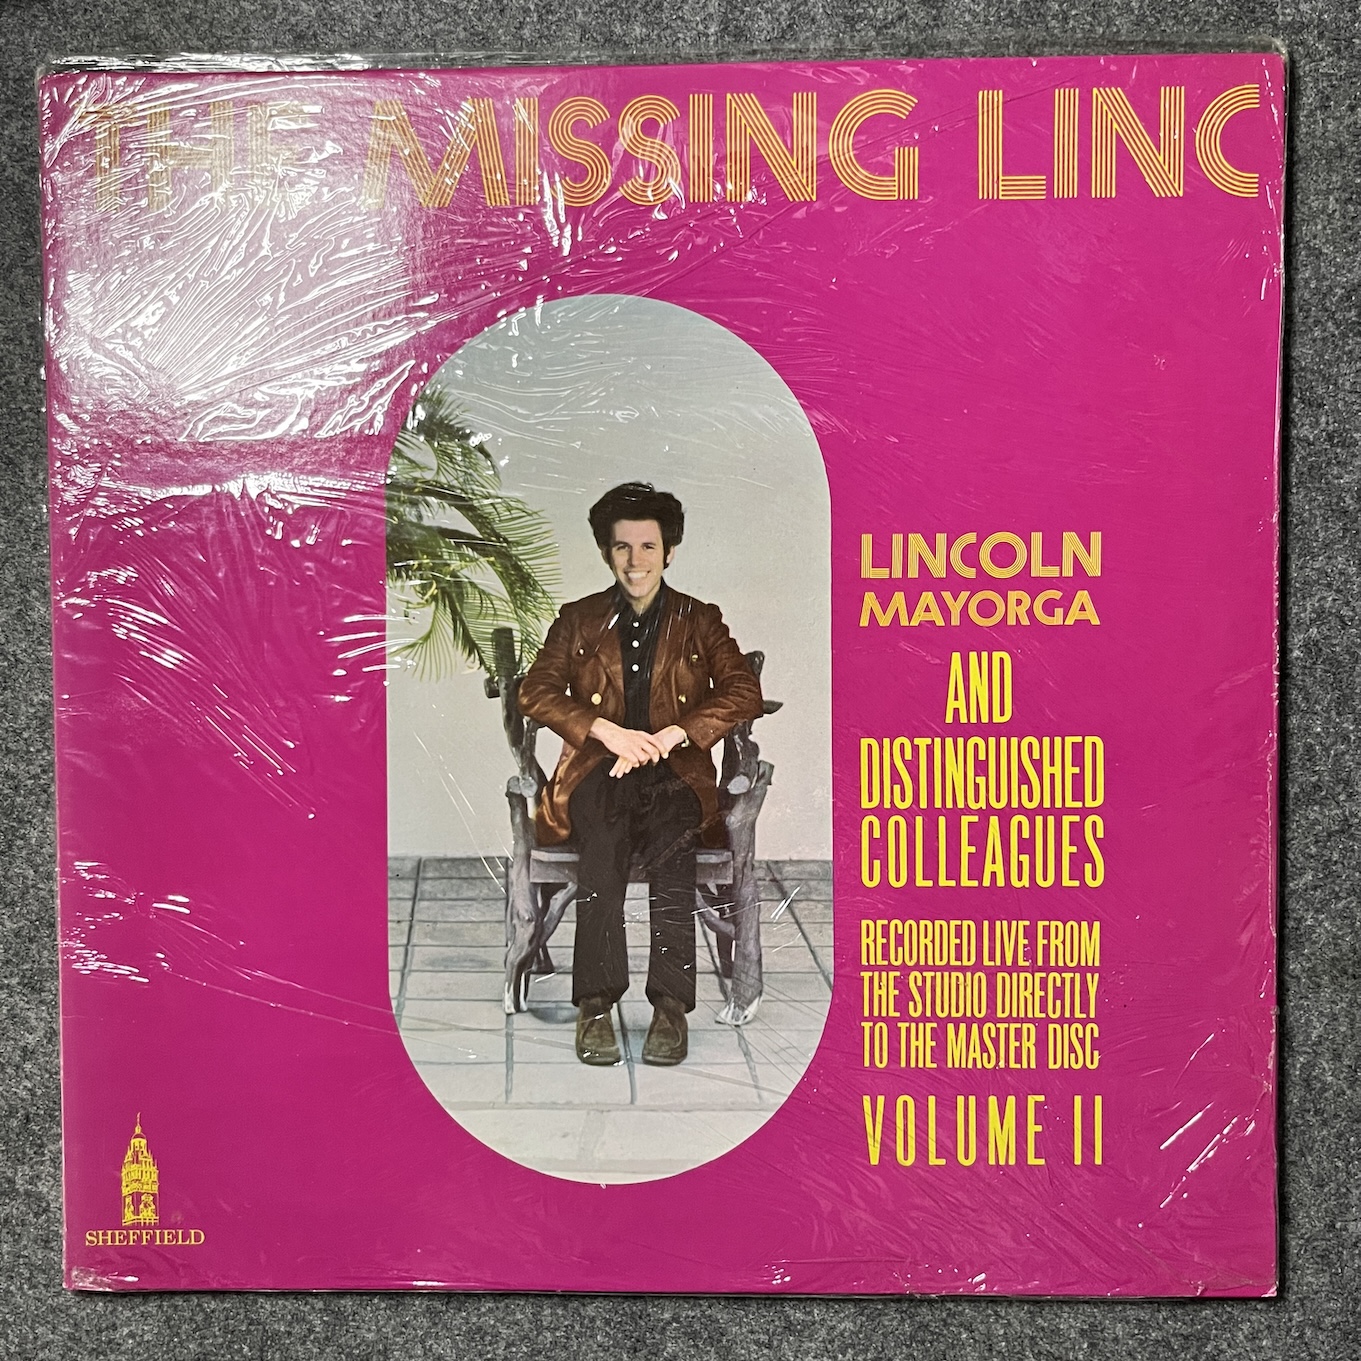 THE MISSING LINC
LINCOLN
MAYORGA
AND
DISTINGUISHED
COLLEAGUES
RECORDED LIVE FROM
THE STUDIO DIRECTLY
TO THE MASTER DISC
VOLUME II
SHEFFIELD